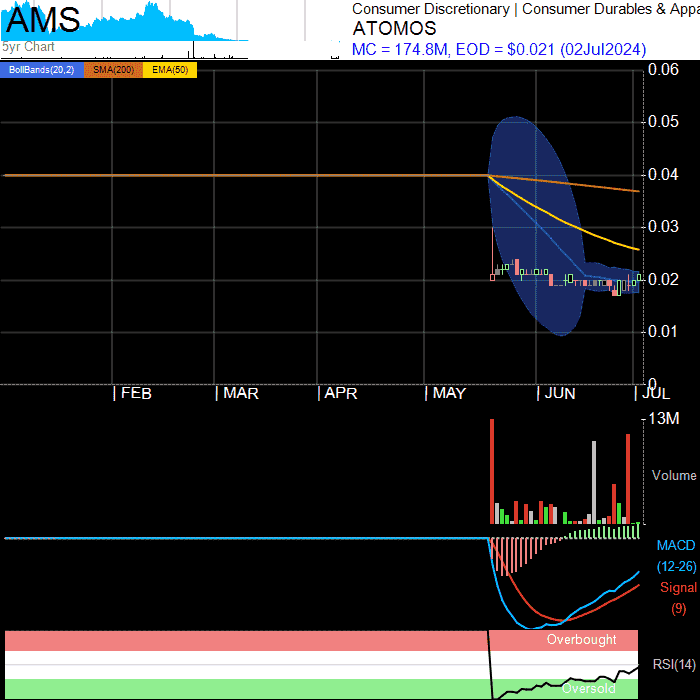 AMS
5yr Chart
Consumer Discretionary | Consumer Durables & Appa
ATOMOS
MC = 174.8M, EOD = $0.021 (02Jul2024)
BollBands(20,2) SMA(200) EMA(50)
0.06
0.05
0.04
0.03
0.02
0.01
0
FEB MAR APR MAY JUN JUL
13M
Volume
MACD
(12-26)
Signal
(9)
Overbought
RSI(14)
Oversold